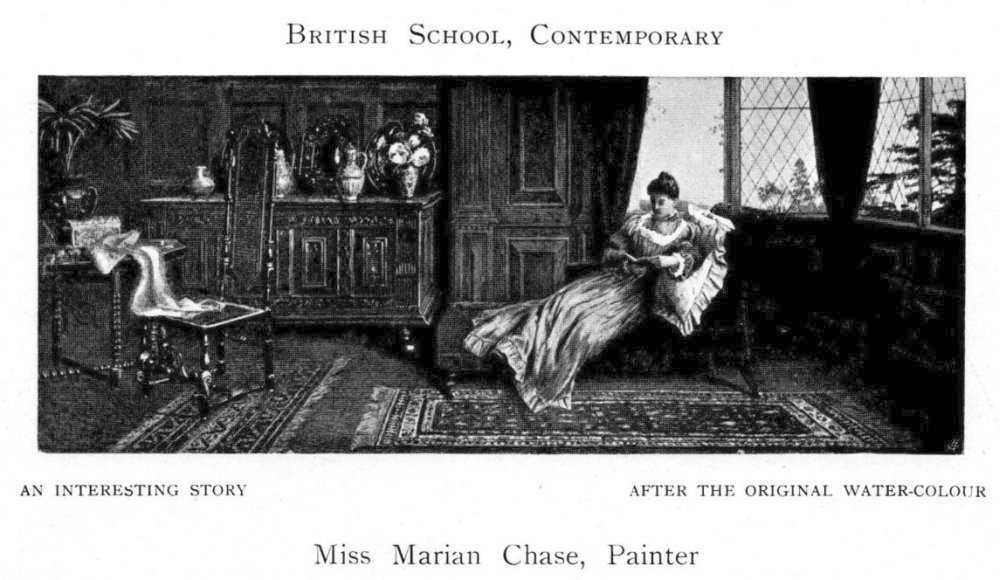 British School, Contemporary
AN INTERESTING STORY
AFTER THE ORIGINAL WATER-COLOUR
Miss Marian Chase, Painter